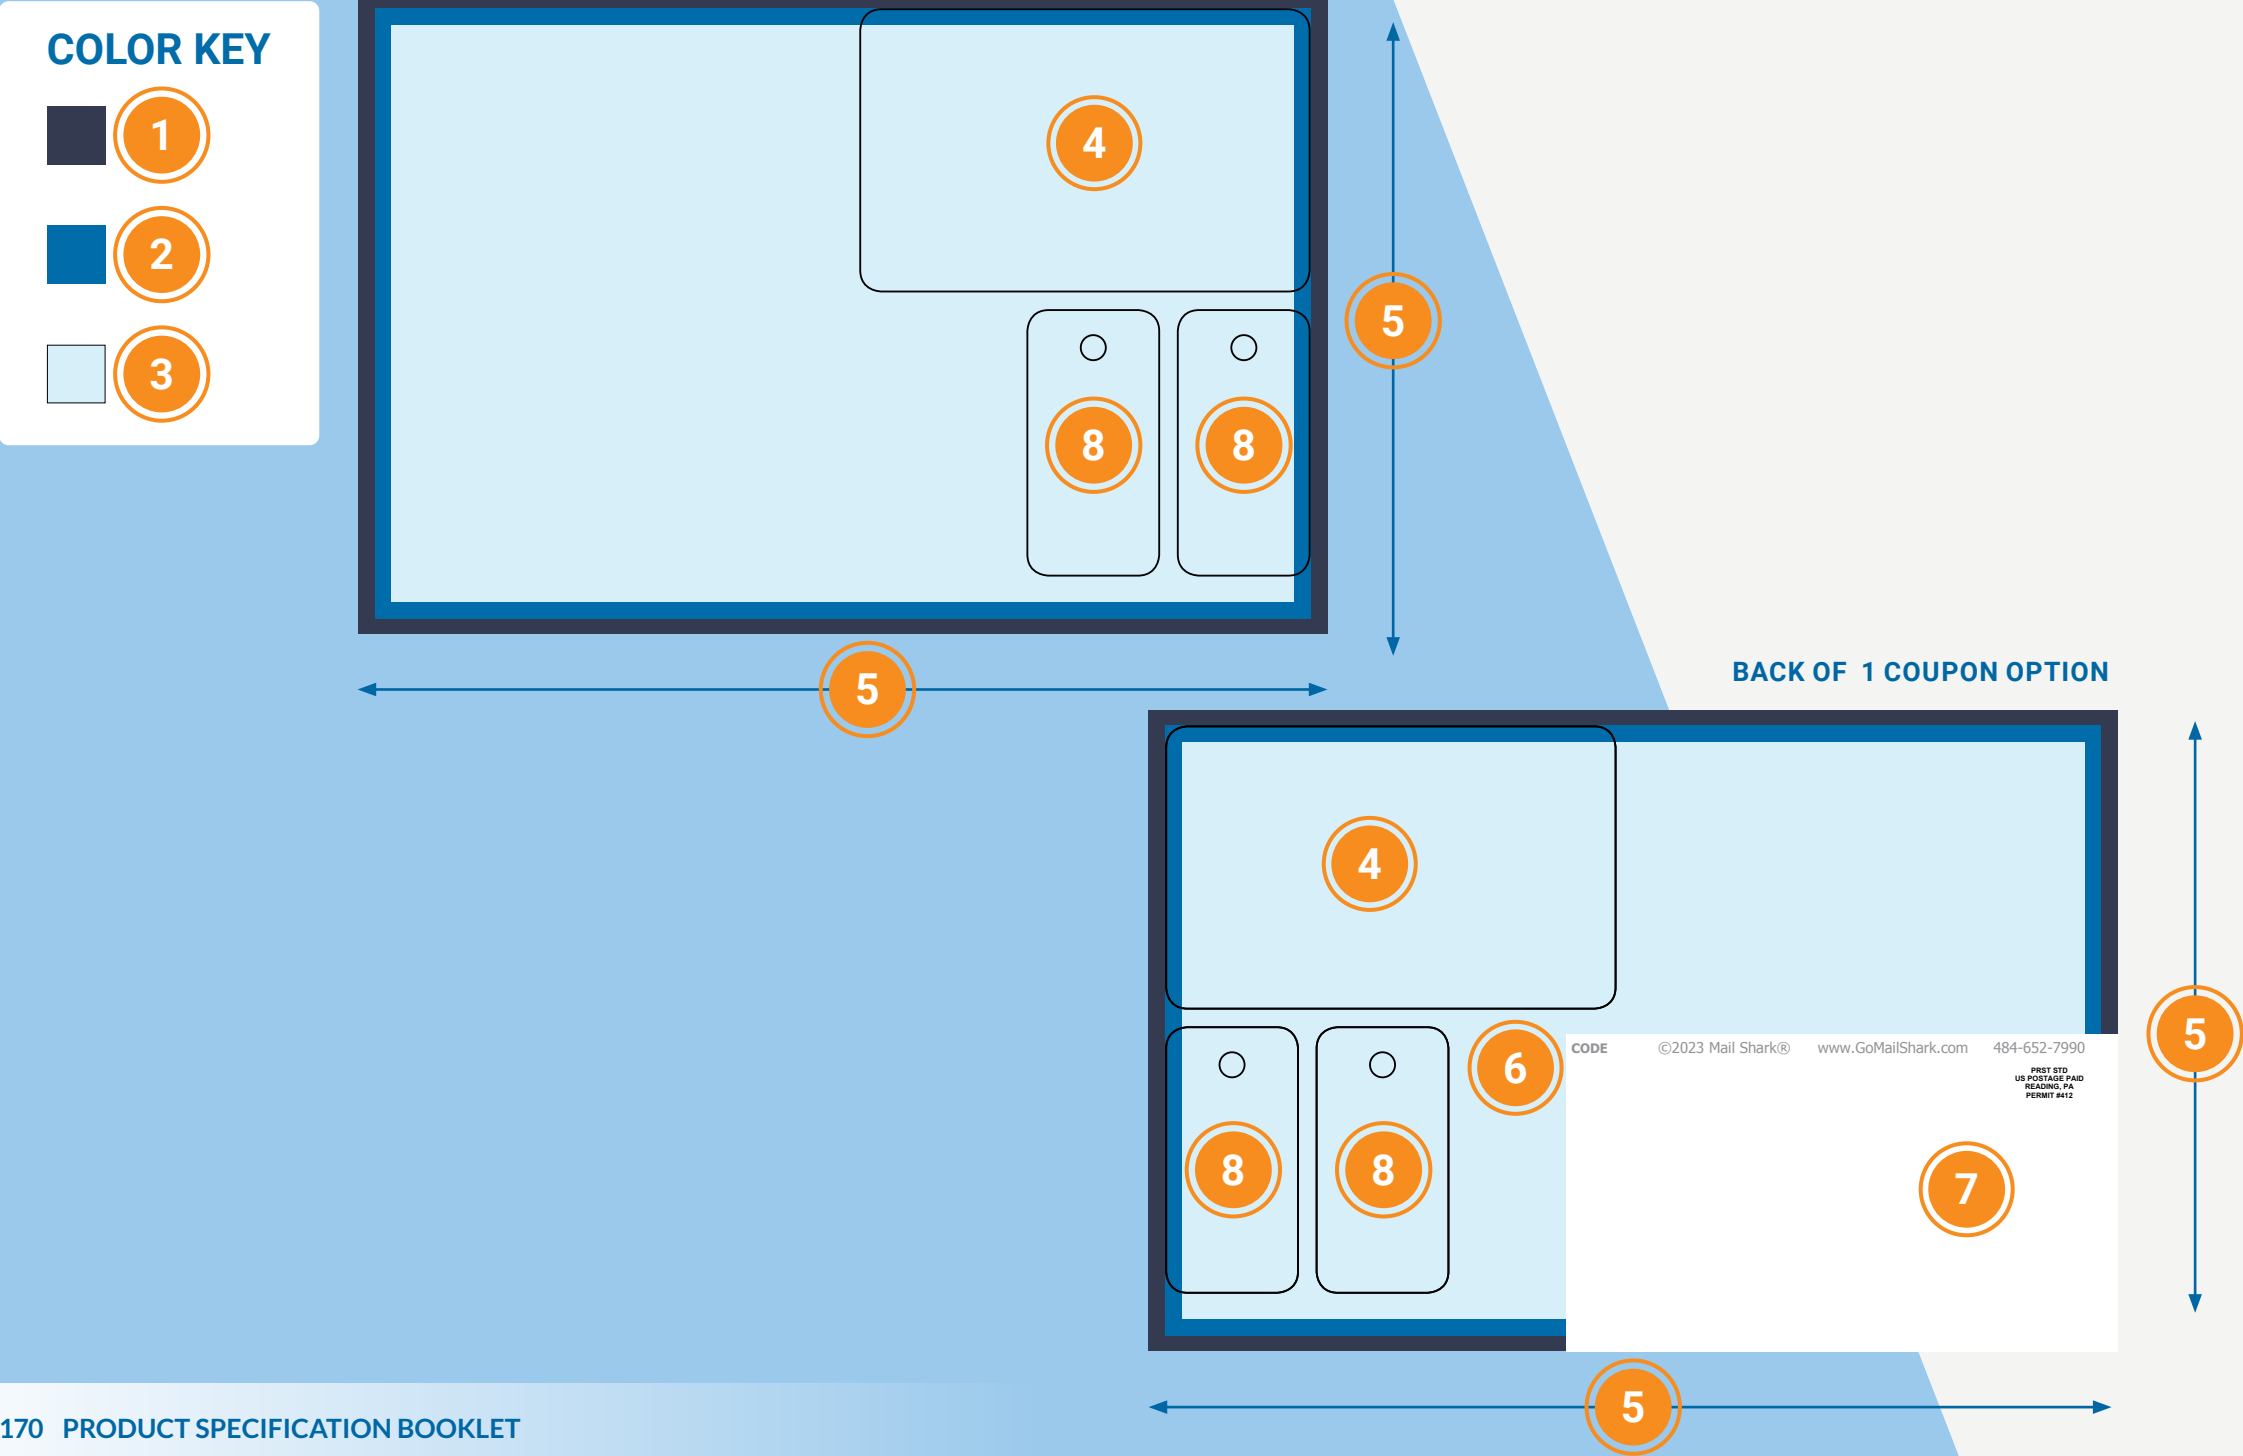 COLOR KEY
1
2
3
4
8 8
5
5
BACK OF 1 COUPON OPTION
4
6
8 8
CODE ©2023 Mail Shark® www.GoMailShark.com 484-652-7990
PRST STD
US POSTAGE PAID
READING, PA
PERMIT #412
7
5
5
170 PRODUCT SPECIFICATION BOOKLET